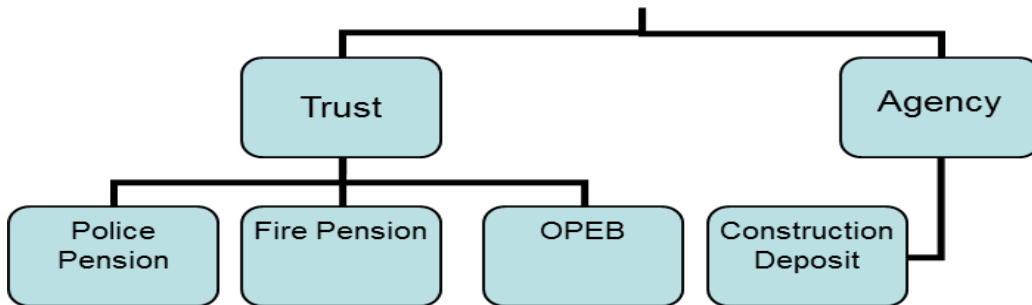 Trust
Agency
Police
Pension
Fire Pension
OPEB
Construction
Deposit